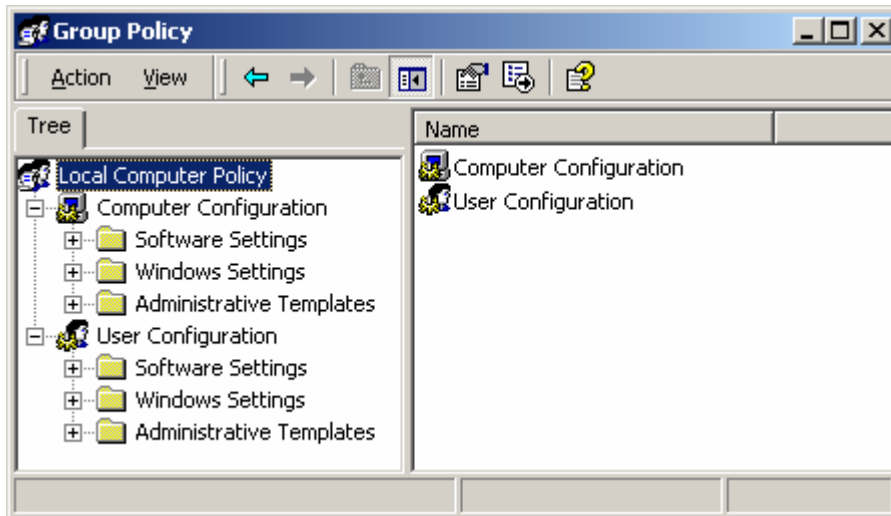 Group Policy
Action View
Tree
Name
Local Computer Policy
Computer Configuration
Software Settings
Windows Settings
Administrative Templates
User Configuration
Software Settings
Windows Settings
Administrative Templates
Computer Configuration
User Configuration